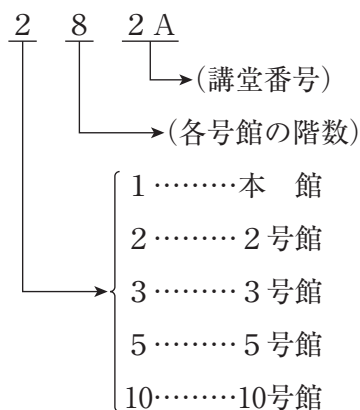 2 8 2A
(講堂番号)
(各号館の階数)
1………本 館
2………2号館
3………3号館
5………5号館
10………10号館